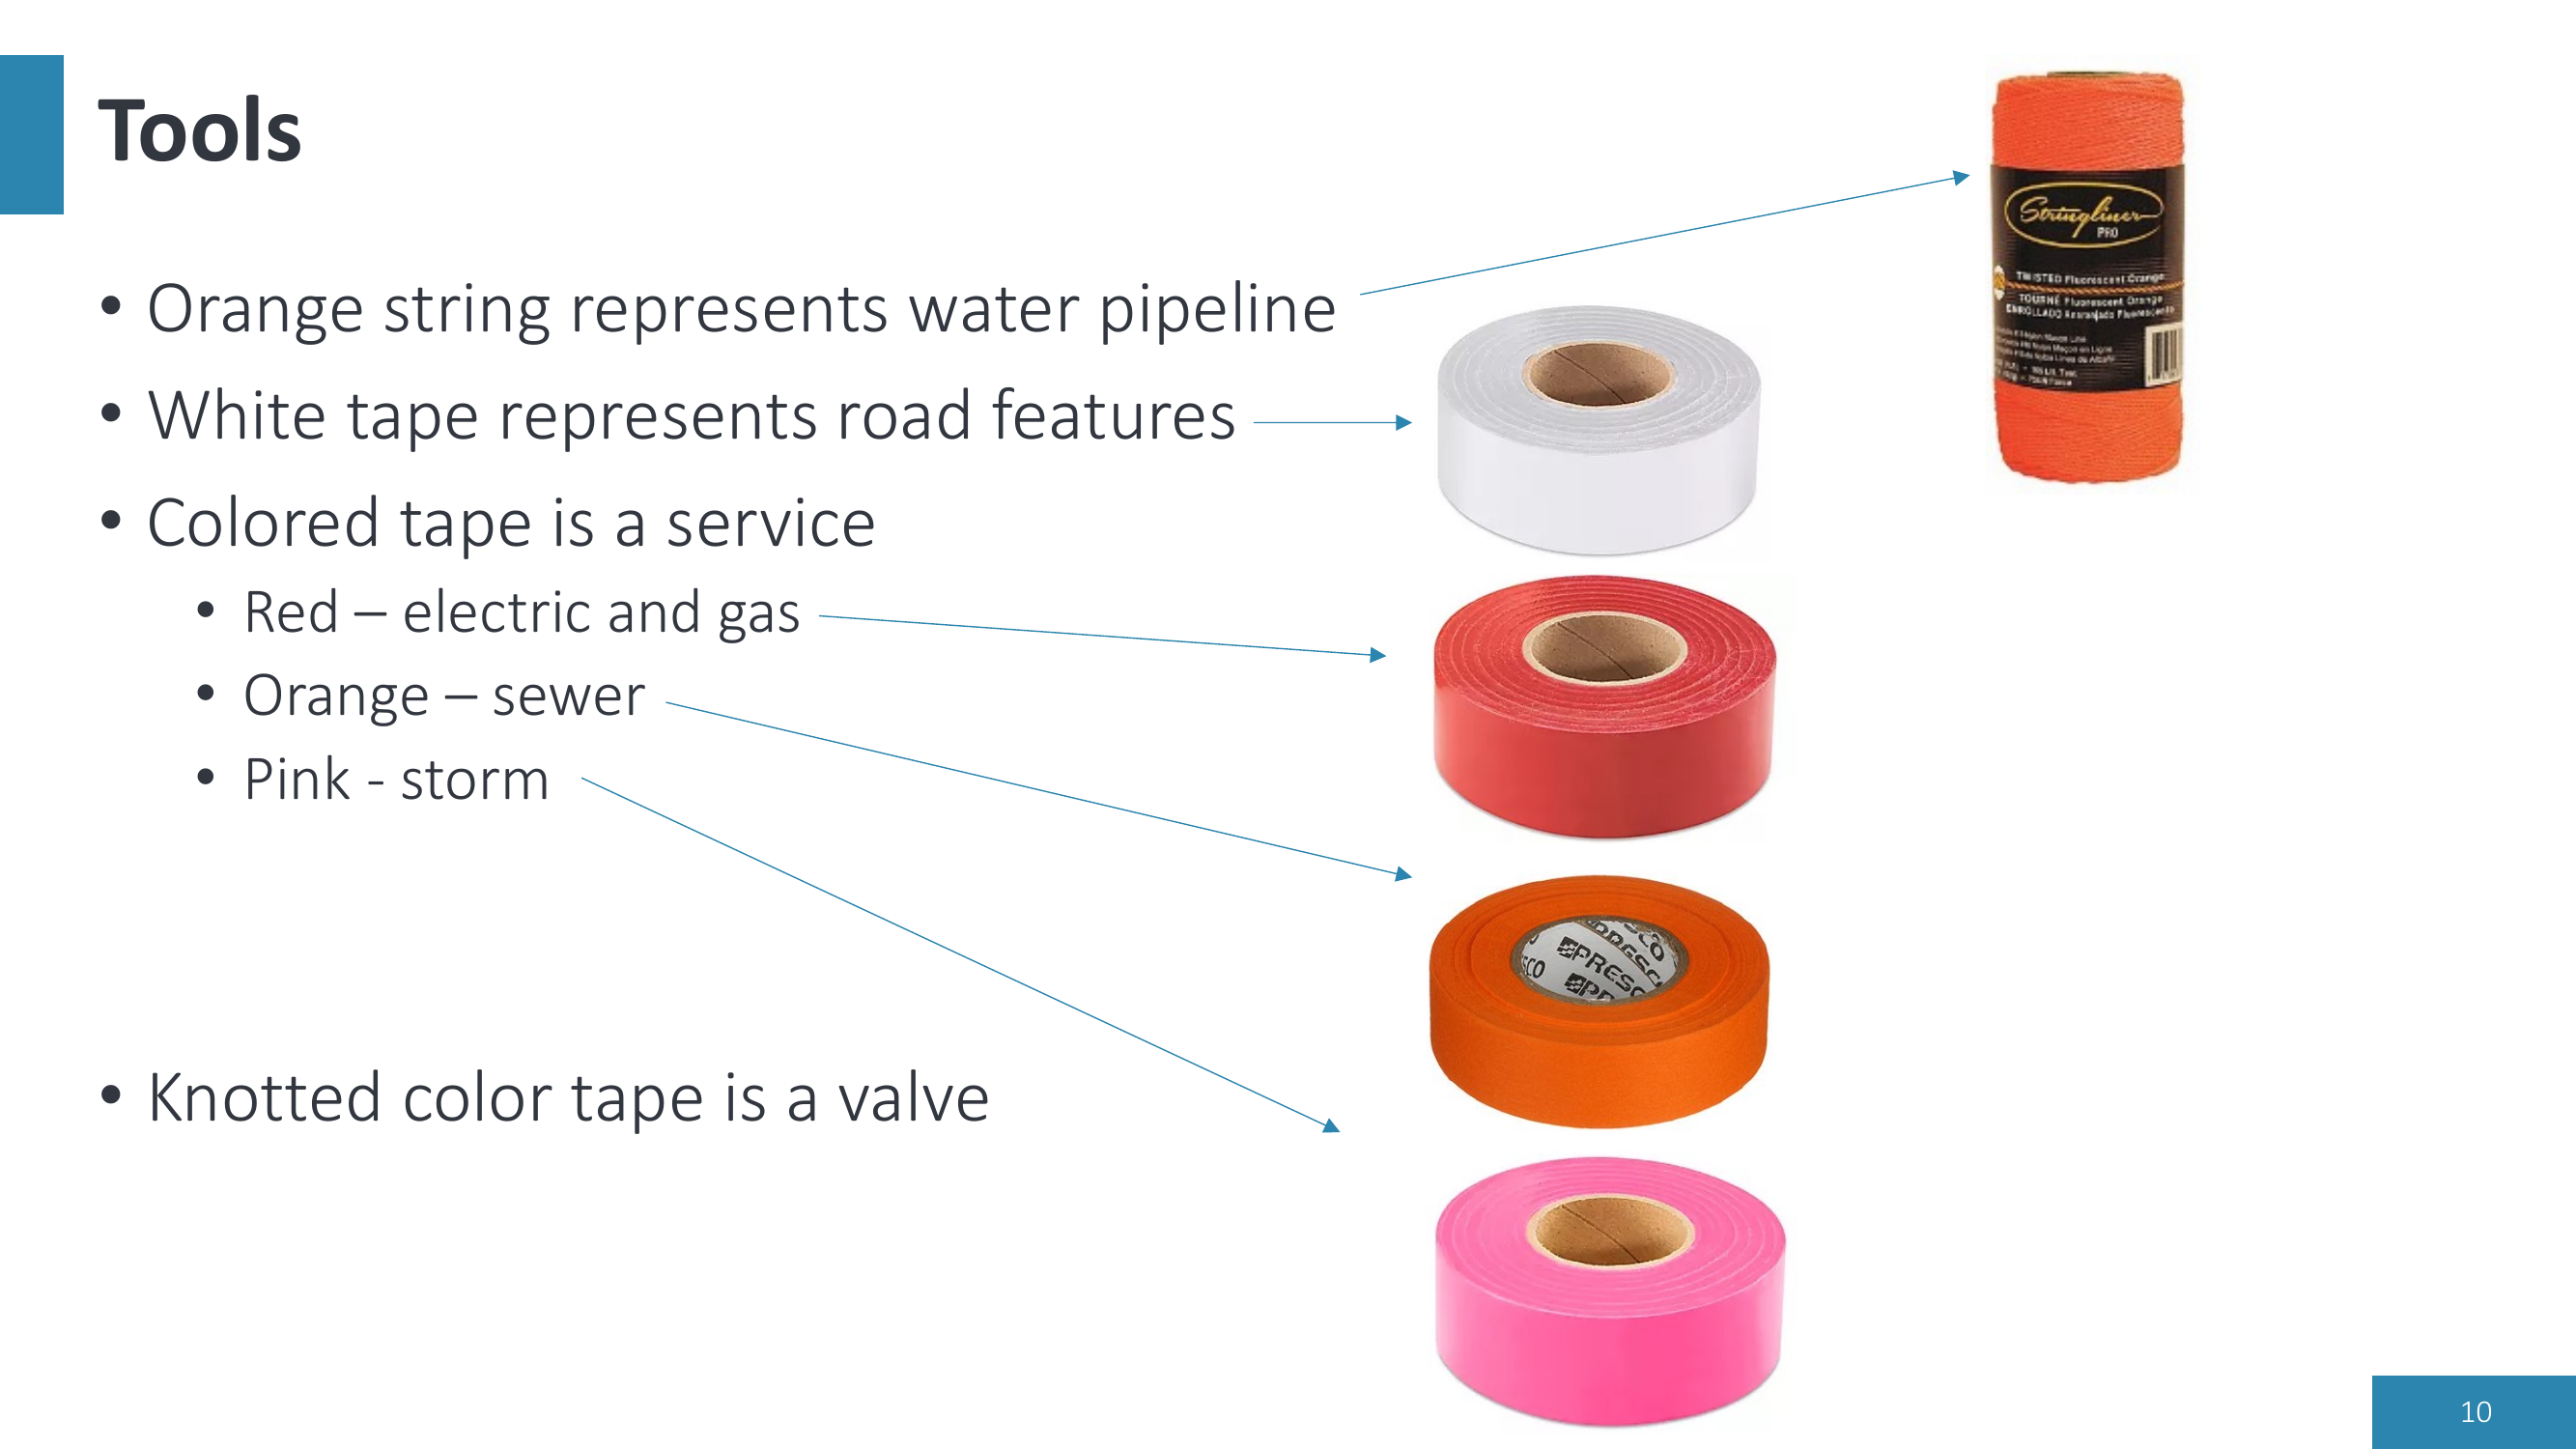 Tools
• Orange string represents water pipeline
• White tape represents road features
• Colored tape is a service
• Red – electric and gas
• Orange – sewer
• Pink - storm
• Knotted color tape is a valve
Stringliner
PRO
TWISTED Fluorescent Orange
TOURNÉ Fluorescent Orange
ENROLLADO Anaranjado Fluorescente
PRESCO
10